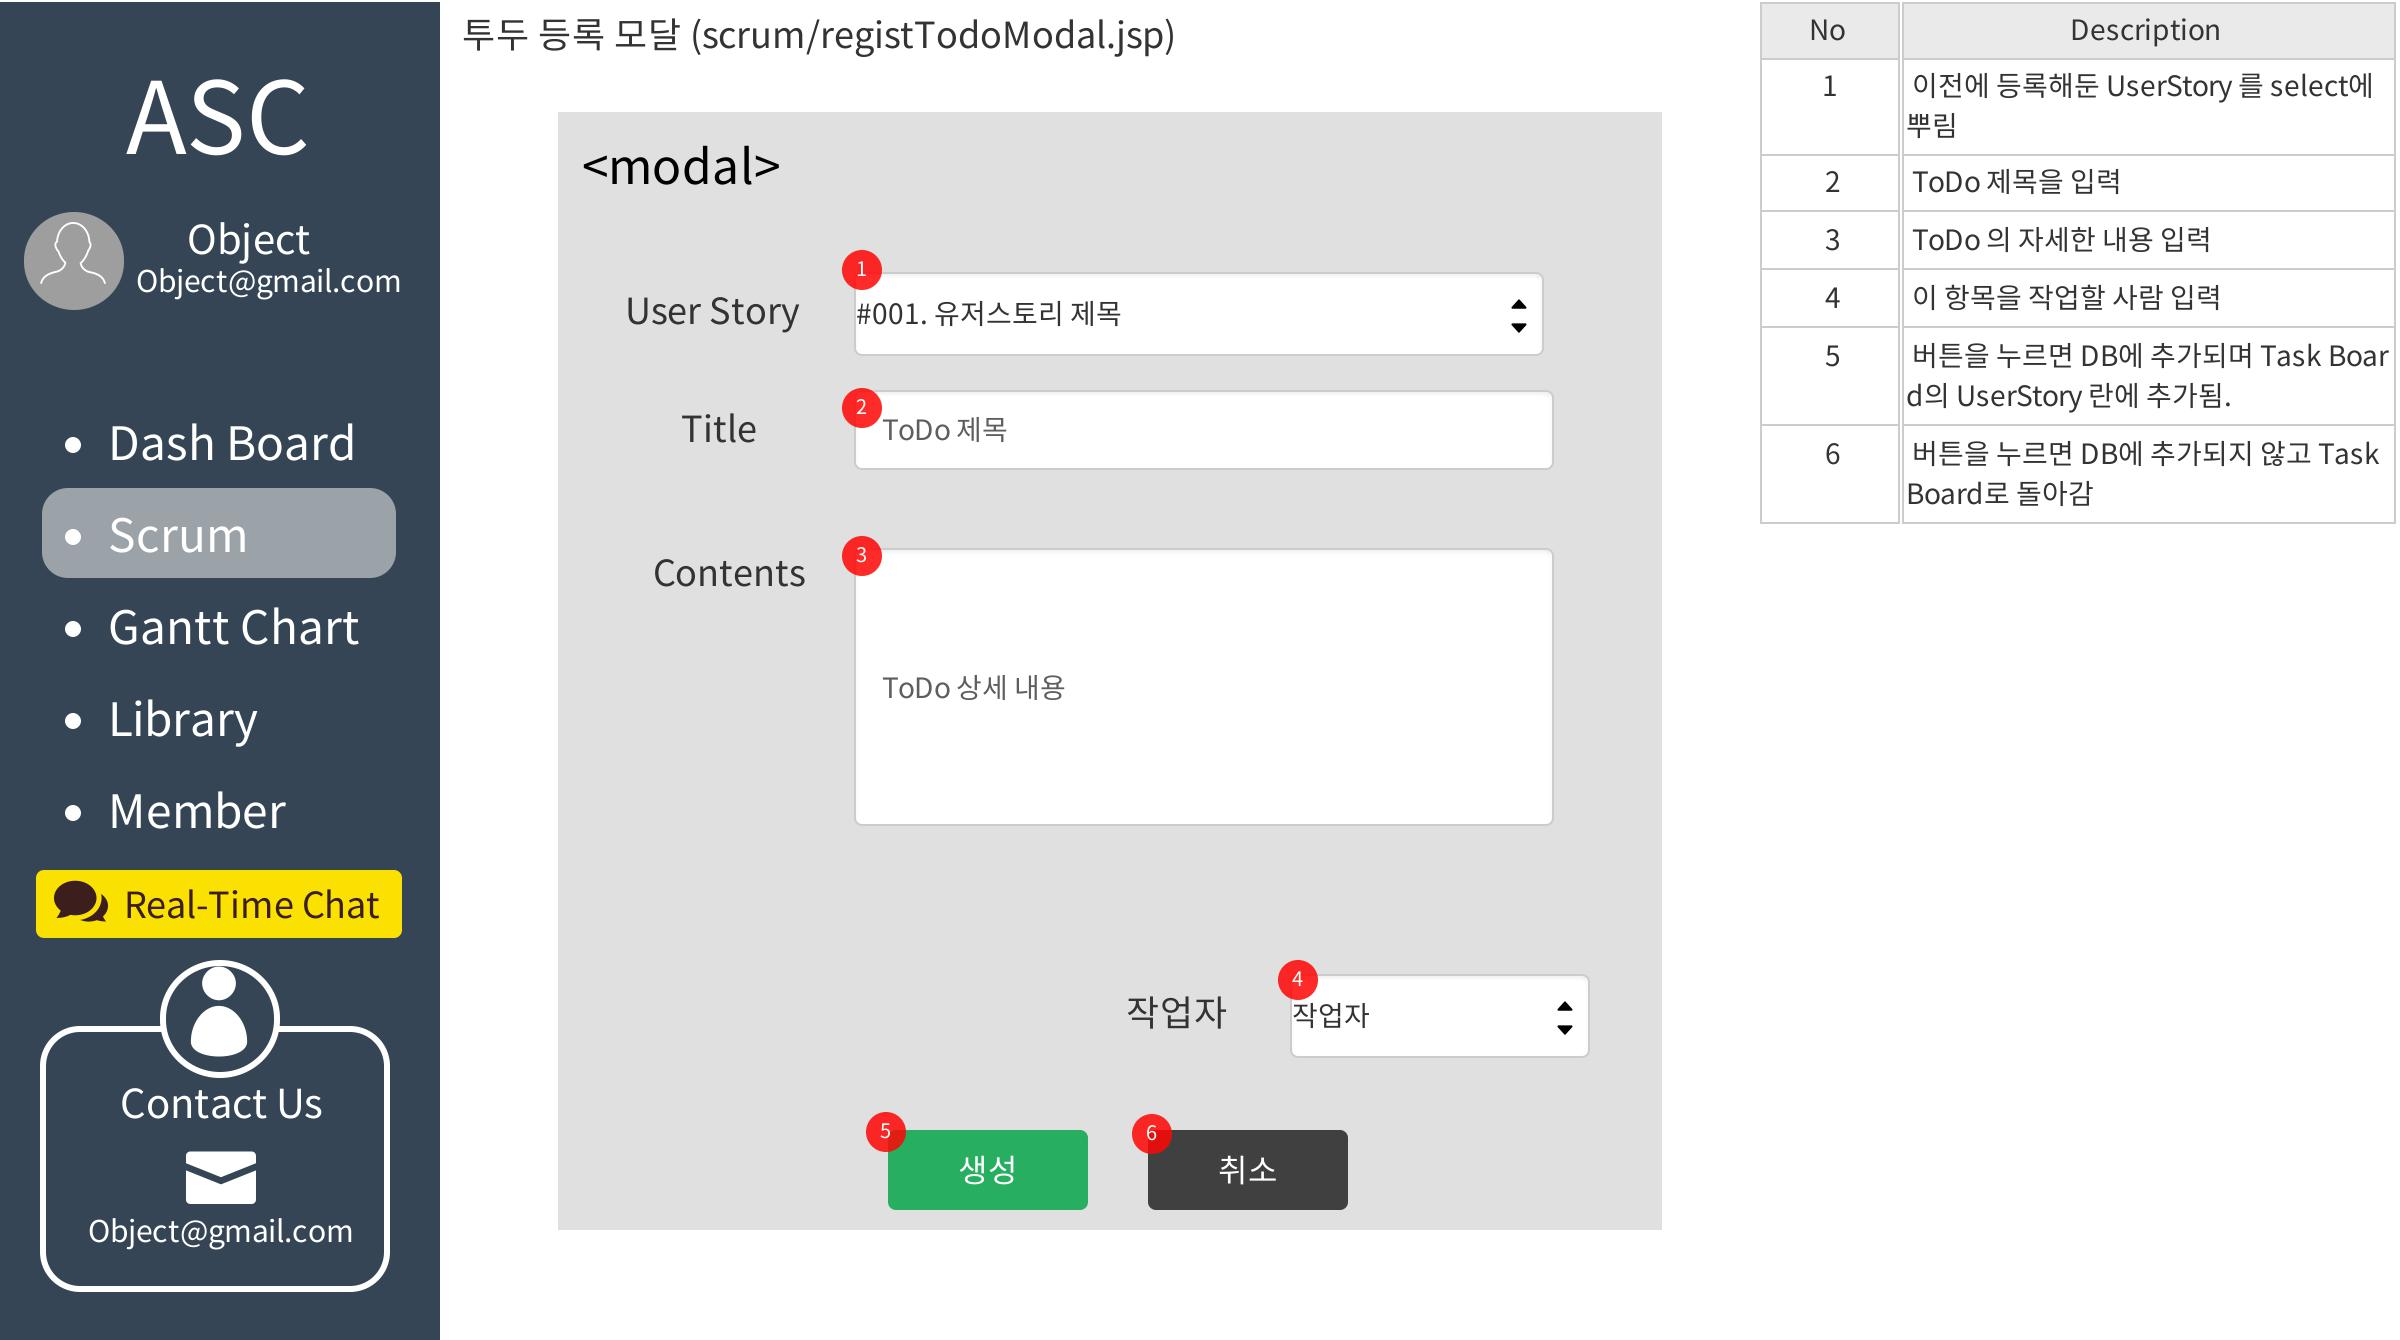 ASC
Object
Object@gmail.com
Dash Board
Scrum
Gantt Chart
Library
Member
Real-Time Chat
Contact Us
Object@gmail.com
투두 등록 모달 (scrum/registTodoModal.jsp)
<modal>
1
User Story
#001. 유저스토리 제목
2
Title
ToDo 제목
3
Contents
ToDo 상세 내용
4
작업자
작업자
5
생성
6
취소
No Description
1 이전에 등록해둔 UserStory 를 select에
뿌림
2 ToDo 제목을 입력
3 ToDo 의 자세한 내용 입력
4 이 항목을 작업할 사람 입력
5 버튼을 누르면 DB에 추가되며 Task Boar
d의 UserStory 란에 추가됨.
6 버튼을 누르면 DB에 추가되지 않고 Task
Board로 돌아감